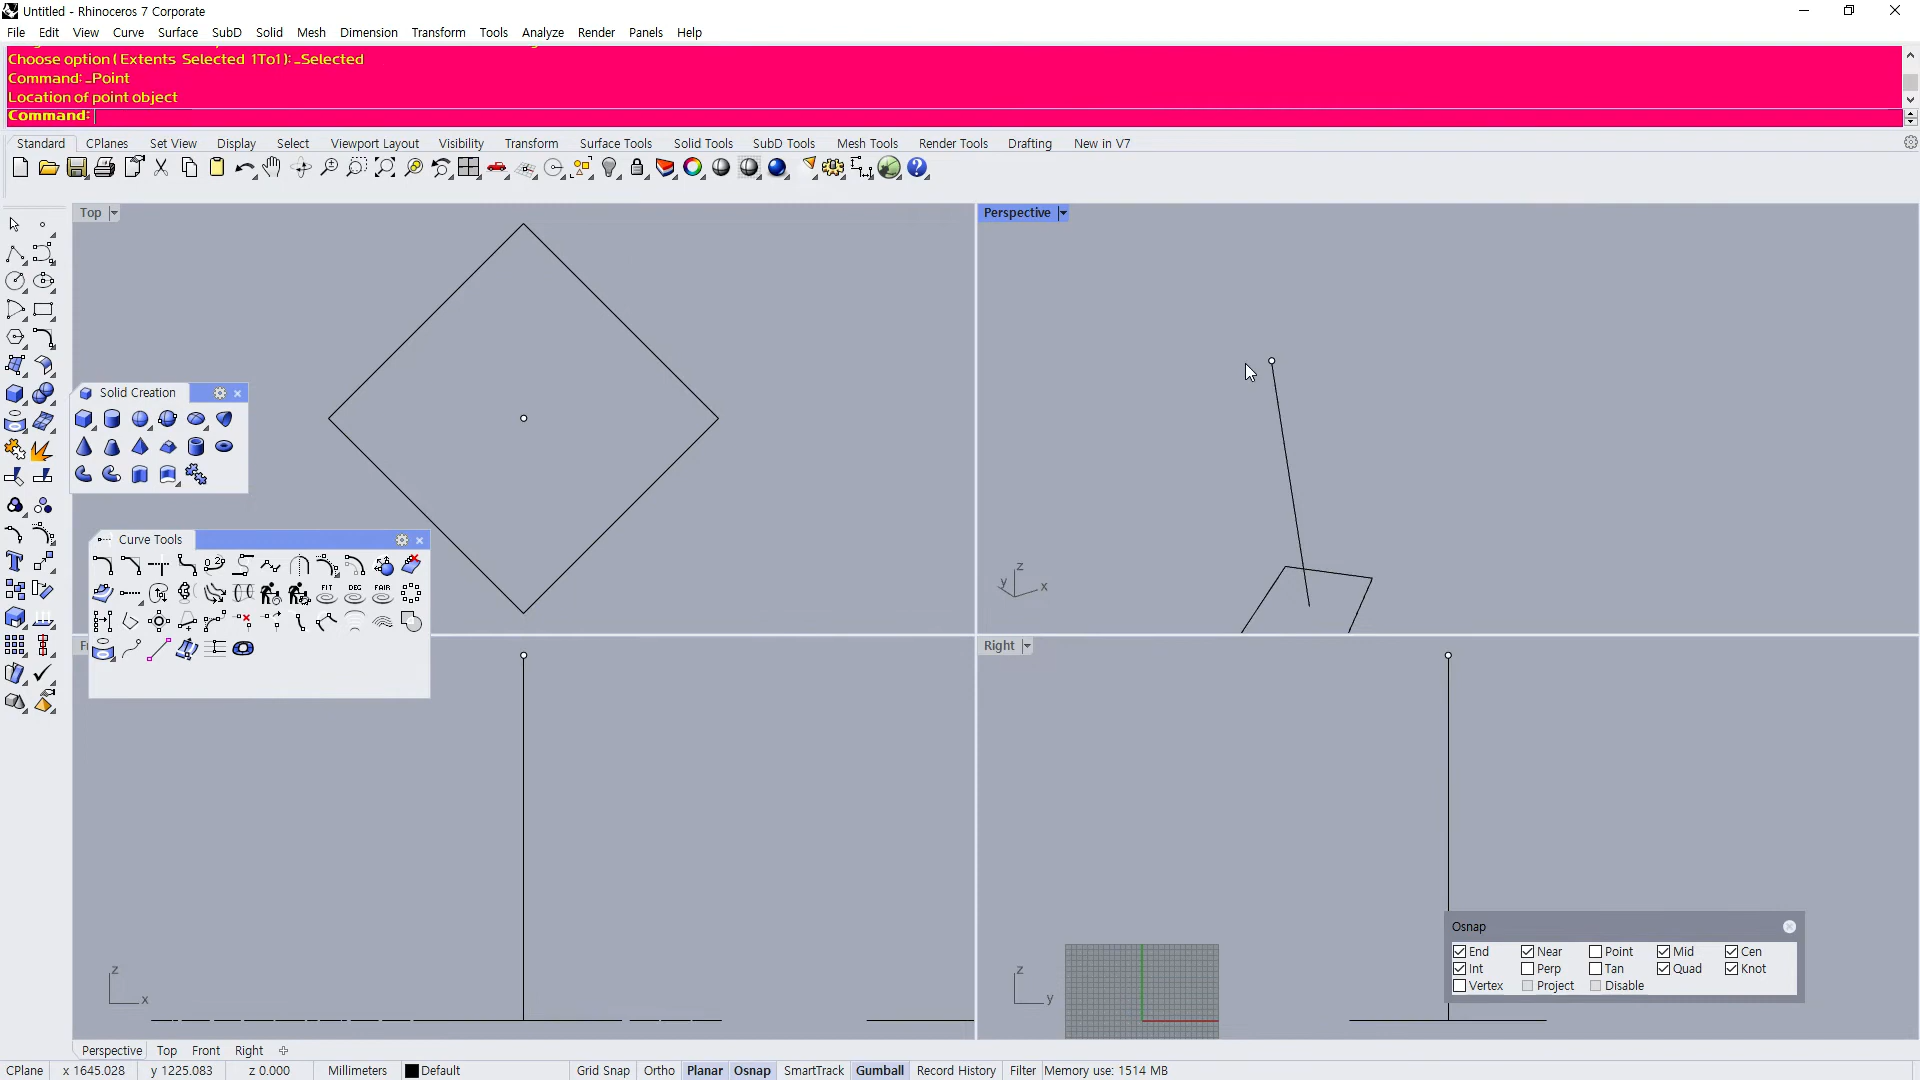 Untitled - Rhinoceros 7 Corporate
File Edit View Curve Surface SubD Solid Mesh Dimension Transform Tools Analyze Render Panels Help
Choose option ( Extents Selected 1To1 ): _Selected
Command: _Point
Location of point object
Command:
Standard CPlanes Set View Display Select Viewport Layout Visibility Transform Surface Tools Solid Tools SubD Tools Mesh Tools Render Tools Drafting New in V7
Top
Perspective
Solid Creation
Curve Tools
0.2
FIT DEG FAIR
z
y x
Right
Osnap
End Near Point Mid Cen
Int Perp Tan Quad Knot
Vertex Project Disable
z
x
z
y
Perspective Top Front Right
CPlane x 1645.028 y 1225.083 z 0.000 Millimeters Default Grid Snap Ortho Planar Osnap SmartTrack Gumball Record History Filter Memory use: 1514 MB